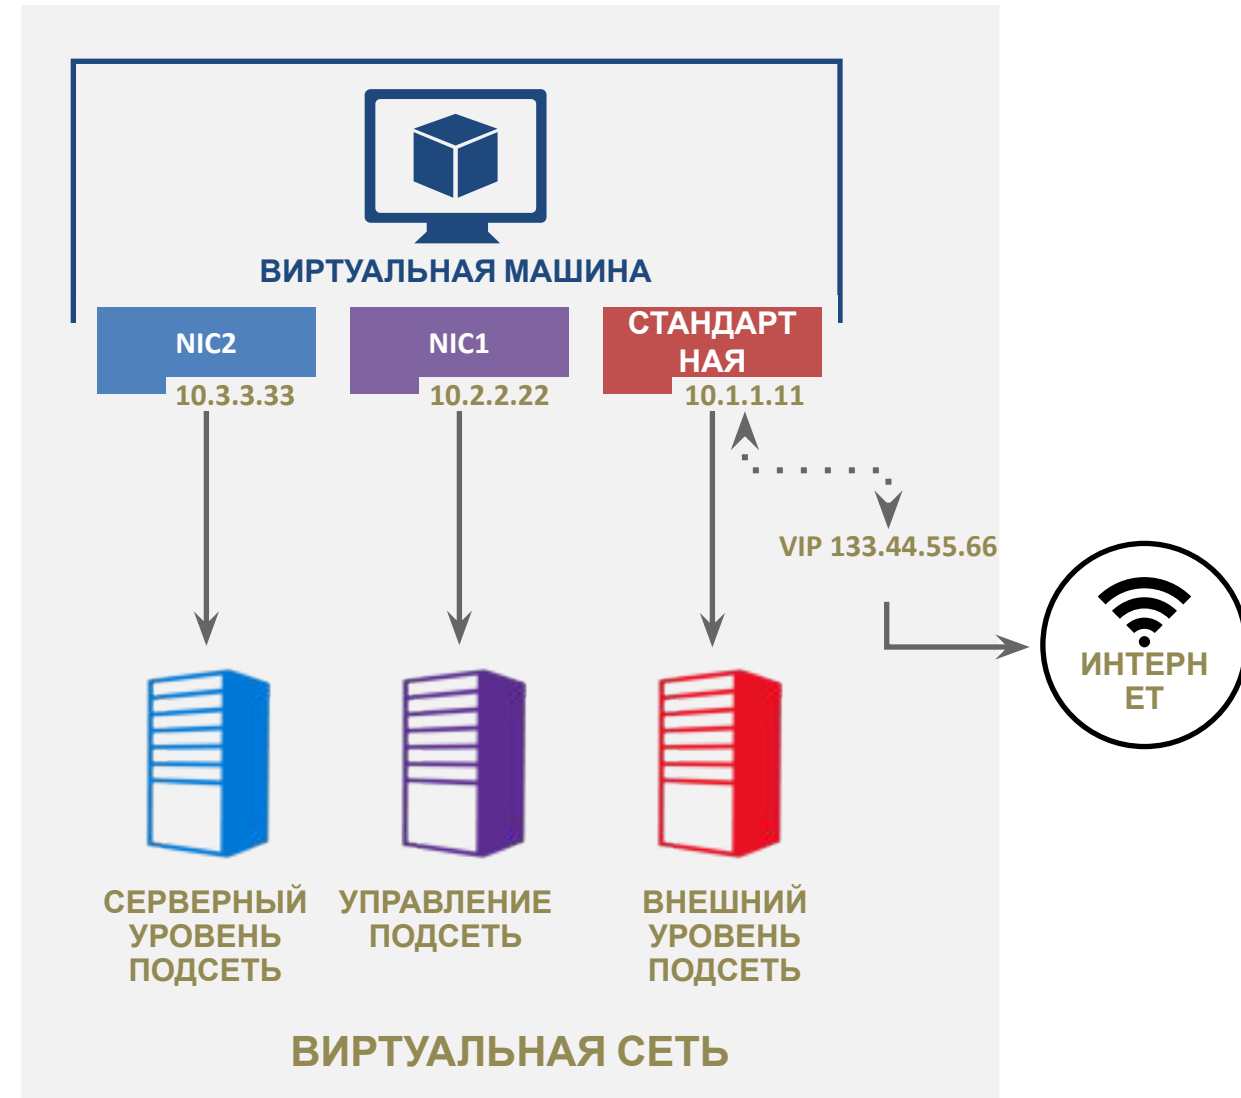 ВИРТУАЛЬНАЯ МАШИНА
NIC2
NIC1
СТАНДАРТ
НАЯ
10.3.3.33
10.2.2.22
10.1.1.11
VIP 133.44.55.66
ИНТЕРН
ЕТ
СЕРВЕРНЫЙ
УРОВЕНЬ
ПОДСЕТЬ
УПРАВЛЕНИЕ
ПОДСЕТЬ
ВНЕШНИЙ
УРОВЕНЬ
ПОДСЕТЬ
ВИРТУАЛЬНАЯ СЕТЬ